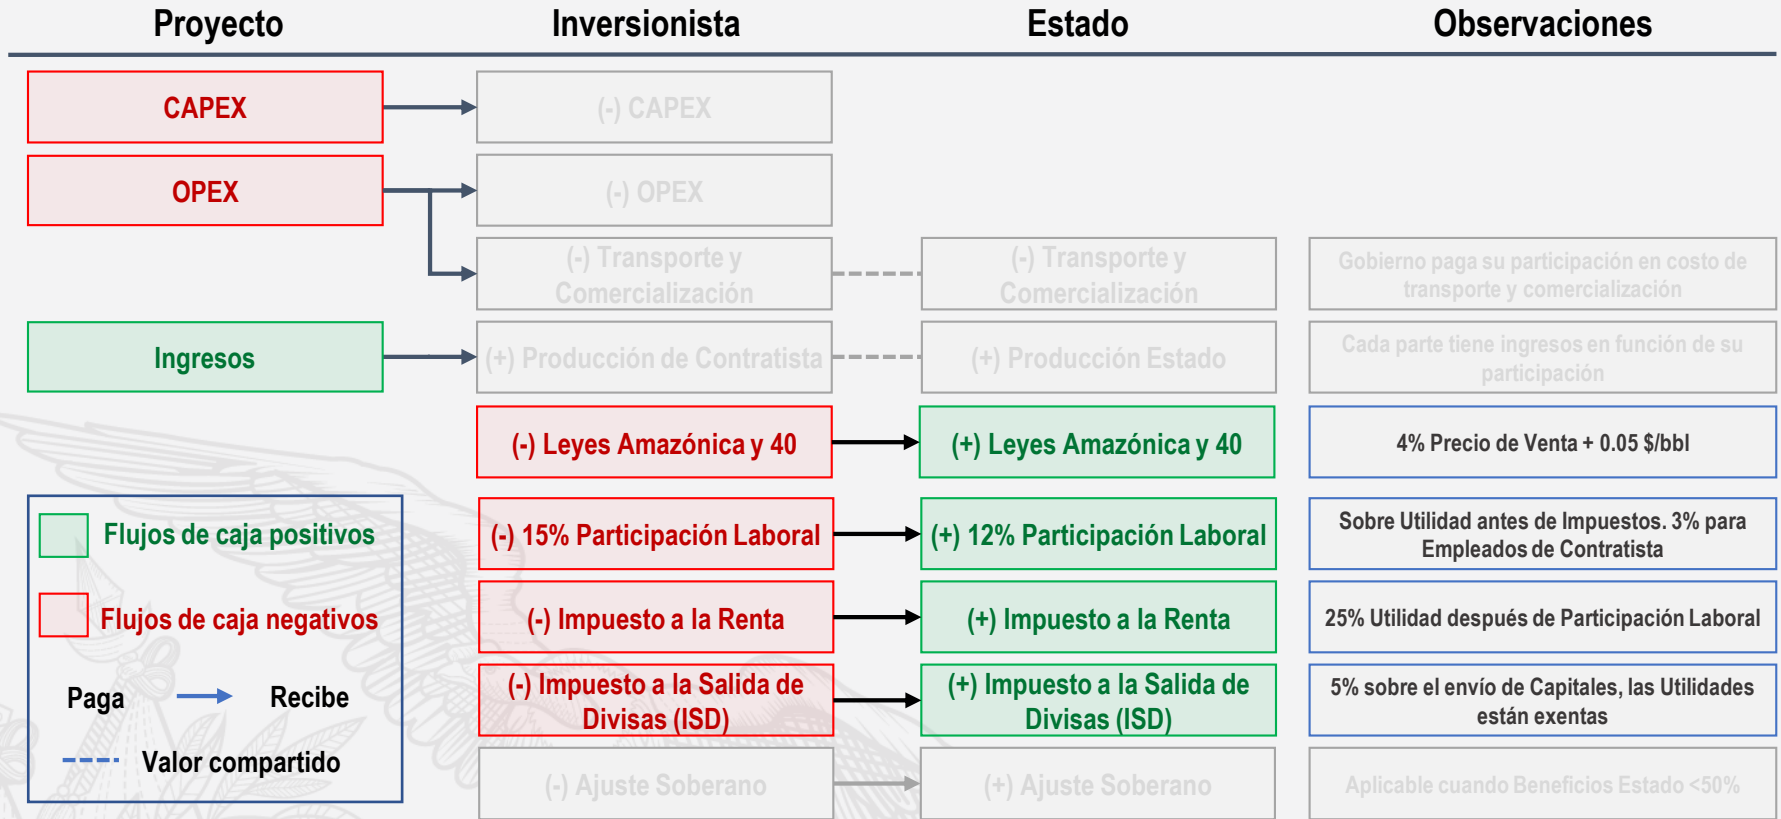 Proyecto
Inversionista
Estado
Observaciones
CAPEX
(-) CAPEX
OPEX
(-) OPEX
(-) Transporte y
Comercialización
(-) Transporte y
Comercialización
Gobierno paga su participación en costo de
transporte y comercialización
Ingresos
(+) Producción de Contratista
(+) Producción Estado
Cada parte tiene ingresos en función de su
participación
(-) Leyes Amazónica y 40
(+) Leyes Amazónica y 40
4% Precio de Venta + 0.05 $/bbl
(-) 15% Participación Laboral
(+) 12% Participación Laboral
Sobre Utilidad antes de Impuestos. 3% para
Empleados de Contratista
(-) Impuesto a la Renta
(+) Impuesto a la Renta
25% Utilidad después de Participación Laboral
(-) Impuesto a la Salida de
Divisas (ISD)
(+) Impuesto a la Salida de
Divisas (ISD)
5% sobre el envío de Capitales, las Utilidades
están exentas
(-) Ajuste Soberano
(+) Ajuste Soberano
Aplicable cuando Beneficios Estado <50%
Flujos de caja positivos
Flujos de caja negativos
Paga
Recibe
Valor compartido